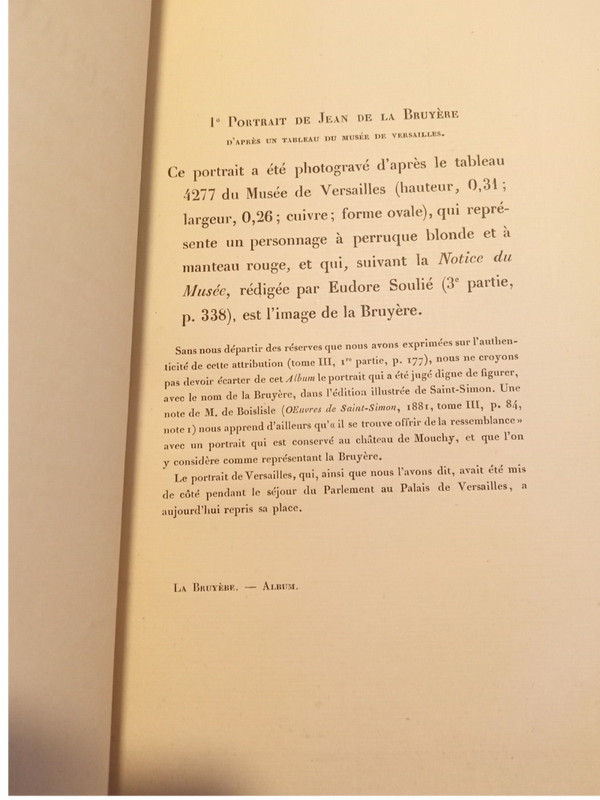 1º PORTRAIT DE JEAN DE LA BRUYÈRE
D'APRÈS UN TABLEAU DU MUSÉE DE VERSAILLES.
Ce portrait a été photogravé d'après le tableau
4277 du Musée de Versailles (hauteur, 0,31 ;
largeur, 0,26 ; cuivre ; forme ovale), qui repré-
sente un personnage à perruque blonde et à
manteau rouge, et qui, suivant la Notice du
Musée, rédigée par Eudore Soulié (3e partie,
p. 338), est l'image de la Bruyère.
Sans nous départir des réserves que nous avons exprimées sur l'authen-
ticité de cette attribution (tome III, 1re partie, p. 177), nous ne croyons
pas devoir écarter de cet Album le portrait qui a été jugé digne de figurer,
avec le nom de la Bruyère, dans l'édition illustrée de Saint-Simon. Une
note de M. de Boislisle (Œuvres de Saint-Simon, 1881, tome III, p. 84,
note 1) nous apprend d'ailleurs qu'« il se trouve offrir de la ressemblance »
avec un portrait qui est conservé au château de Mouchy, et que l'on
y considère comme représentant la Bruyère.
Le portrait de Versailles, qui, ainsi que nous l'avons dit, avait été mis
de côté pendant le séjour du Parlement au Palais de Versailles, a
aujourd'hui repris sa place.
LA BRUYÈRE. — ALBUM.